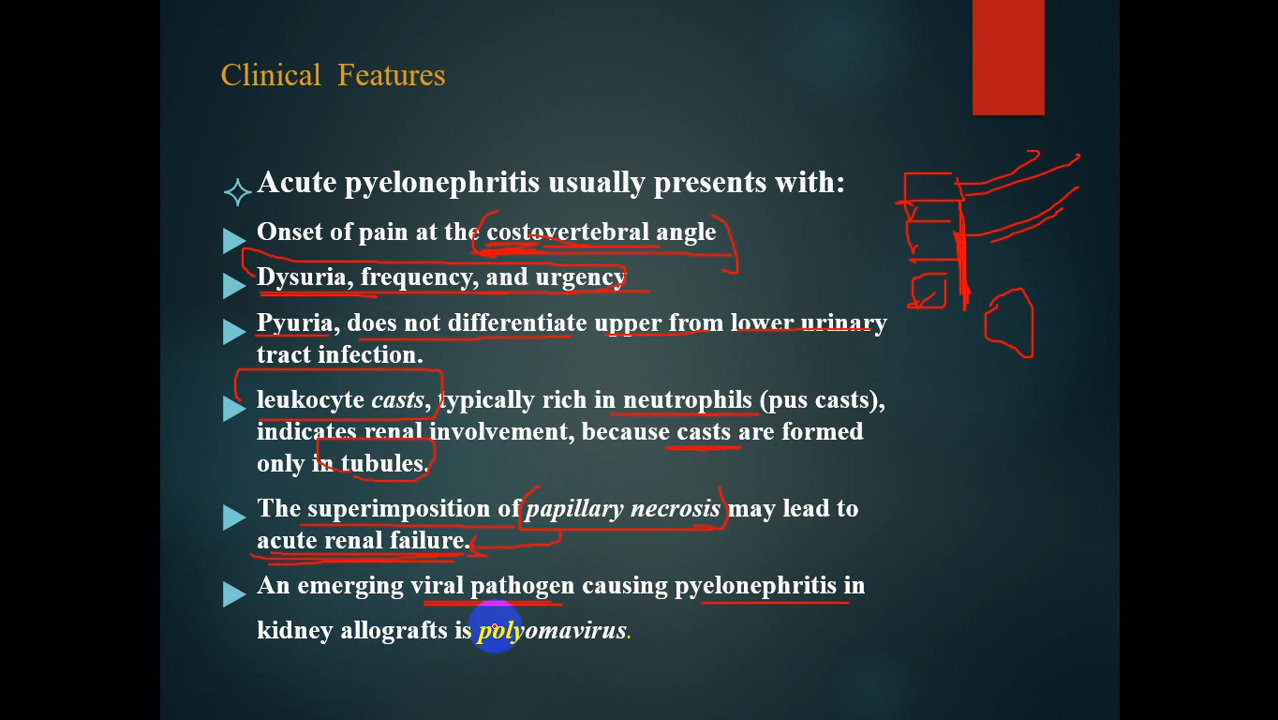 Clinical Features
Acute pyelonephritis usually presents with:
Onset of pain at the costovertebral angle
Dysuria, frequency, and urgency
Pyuria, does not differentiate upper from lower urinary
tract infection.
leukocyte casts, typically rich in neutrophils (pus casts),
indicates renal involvement, because casts are formed
only in tubules.
The superimposition of papillary necrosis may lead to
acute renal failure.
An emerging viral pathogen causing pyelonephritis in
kidney allografts is polyomavirus.